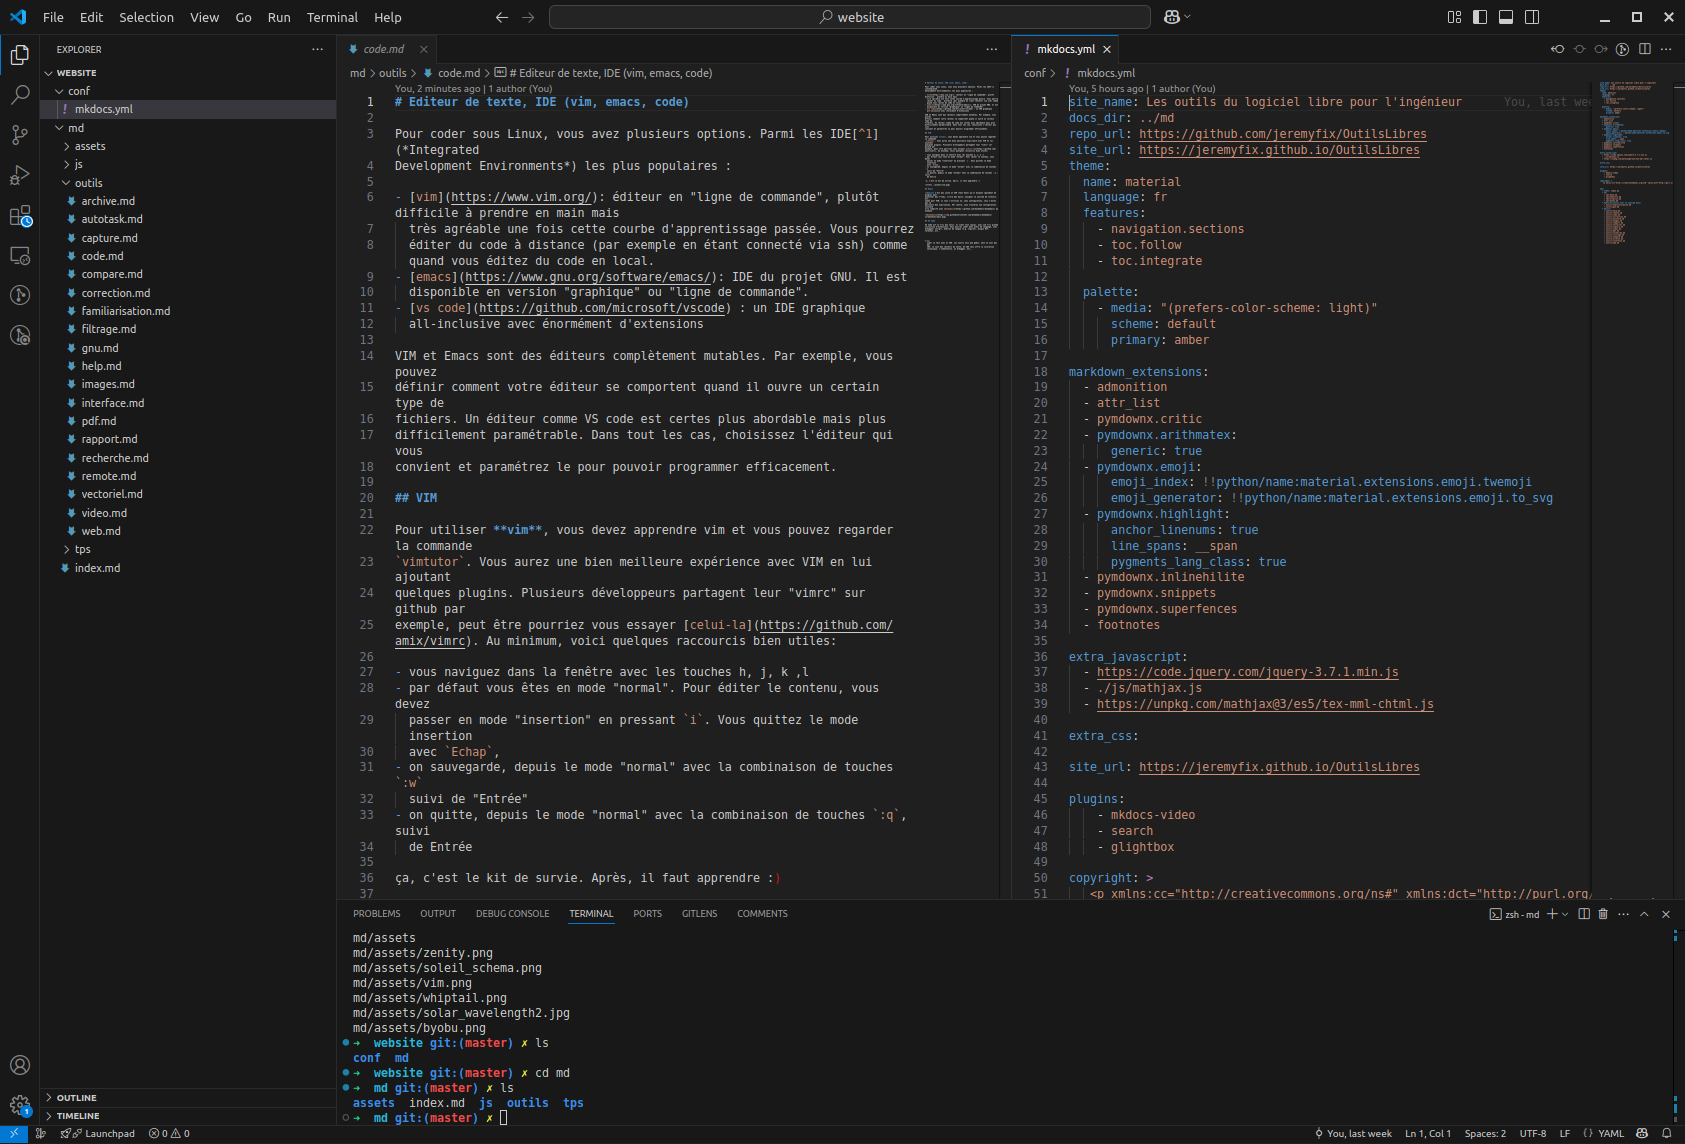 File Edit Selection View Go Run Terminal Help
website
EXPLORER
WEBSITE
conf
mkdocs.yml
md
assets
js
outils
archive.md
autotask.md
capture.md
code.md
compare.md
correction.md
familiarisation.md
filtrage.md
gnu.md
help.md
images.md
interface.md
pdf.md
rapport.md
recherche.md
remote.md
vectoriel.md
video.md
web.md
tps
index.md
OUTLINE
TIMELINE
code.md
md > outils > code.md > # Editeur de texte, IDE (vim, emacs, code)
You, 2 minutes ago | 1 author (You)
1 # Editeur de texte, IDE (vim, emacs, code)
2
3 Pour coder sous Linux, vous avez plusieurs options. Parmi les IDE[^1]
(*Integrated
4 Development Environments*) les plus populaires :
5
6 - [vim](https://www.vim.org/): éditeur en "ligne de commande", plutôt
difficile à prendre en main mais
7 très agréable une fois cette courbe d'apprentissage passée. Vous pourrez
8 éditer du code à distance (par exemple en étant connecté via ssh) comme
quand vous éditez du code en local.
9 - [emacs](https://www.gnu.org/software/emacs/): IDE du projet GNU. Il est
10 disponible en version "graphique" ou "ligne de commande".
11 - [vs code](https://github.com/microsoft/vscode) : un IDE graphique
12 all-inclusive avec énormément d'extensions
13
14 VIM et Emacs sont des éditeurs complètement mutables. Par exemple, vous
pouvez
15 définir comment votre éditeur se comportent quand il ouvre un certain
type de
16 fichiers. Un éditeur comme VS code est certes plus abordable mais plus
17 difficilement paramétrable. Dans tout les cas, choisissez l'éditeur qui
vous
18 convient et paramétrez le pour pouvoir programmer efficacement.
19
20 ## VIM
21
22 Pour utiliser **vim**, vous devez apprendre vim et vous pouvez regarder
la commande
23 `vimtutor`. Vous aurez une bien meilleure expérience avec VIM en lui
ajoutant
24 quelques plugins. Plusieurs développeurs partagent leur "vimrc" sur
github par
25 exemple, peut être pourriez vous essayer [celui-la](https://github.com/
amix/vimrc). Au minimum, voici quelques raccourcis bien utiles:
26
27 - vous naviguez dans la fenêtre avec les touches h, j, k ,l
28 - par défaut vous êtes en mode "normal". Pour éditer le contenu, vous
devez
29 passer en mode "insertion" en pressant `i`. Vous quittez le mode
insertion
30 avec `Echap`,
31 - on sauvegarde, depuis le mode "normal" avec la combinaison de touches
`:w`
32 suivi de "Entrée"
33 - on quitte, depuis le mode "normal" avec la combinaison de touches `:q`,
suivi
34 de Entrée
35
36 ça, c'est le kit de survie. Après, il faut apprendre :)
37
mkdocs.yml
conf > ! mkdocs.yml
You, 5 hours ago | 1 author (You)
1 site_name: Les outils du logiciel libre pour l'ingénieur You, last
2 docs_dir: ../md
3 repo_url: https://github.com/jeremyfix/OutilsLibres
4 site_url: https://jeremyfix.github.io/OutilsLibres
5 theme:
6 name: material
7 language: fr
8 features:
9 - navigation.sections
10 - toc.follow
11 - toc.integrate
12
13 palette:
14 - media: "(prefers-color-scheme: light)"
15 scheme: default
16 primary: amber
17
18 markdown_extensions:
19 - admonition
20 - attr_list
21 - pymdownx.critic
22 - pymdownx.arithmatex:
23 generic: true
24 - pymdownx.emoji:
25 emoji_index: !!python/name:material.extensions.emoji.twemoji
26 emoji_generator: !!python/name:material.extensions.emoji.to_svg
27 - pymdownx.highlight:
28 anchor_linenums: true
29 line_spans: __span
30 pygments_lang_class: true
31 - pymdownx.inlinehilite
32 - pymdownx.snippets
33 - pymdownx.superfences
34 - footnotes
35
36 extra_javascript:
37 - https://code.jquery.com/jquery-3.7.1.min.js
38 - ./js/mathjax.js
39 - https://unpkg.com/mathjax@3/es5/tex-mml-chtml.js
40
41 extra_css:
42
43 site_url: https://jeremyfix.github.io/OutilsLibres
44
45 plugins:
46 - mkdocs-video
47 - search
48 - glightbox
49
50 copyright: >
51 <p xmlns:cc="http://creativecommons.org/ns#" xmlns:dct="http://purl.org/
PROBLEMS OUTPUT DEBUG CONSOLE TERMINAL PORTS GITLENS COMMENTS
zsh - md
md/assets
md/assets/zenity.png
md/assets/soleil_schema.png
md/assets/vim.png
md/assets/whiptail.png
md/assets/solar_wavelength2.jpg
md/assets/byobu.png
➜ website git:(master) ✗ ls
conf md
➜ website git:(master) ✗ cd md
➜ md git:(master) ✗ ls
assets index.md js outils tps
➜ md git:(master) ✗
1
Launchpad 0 0
You, last week Ln 1, Col 1 Spaces: 2 UTF-8 LF {} YAML